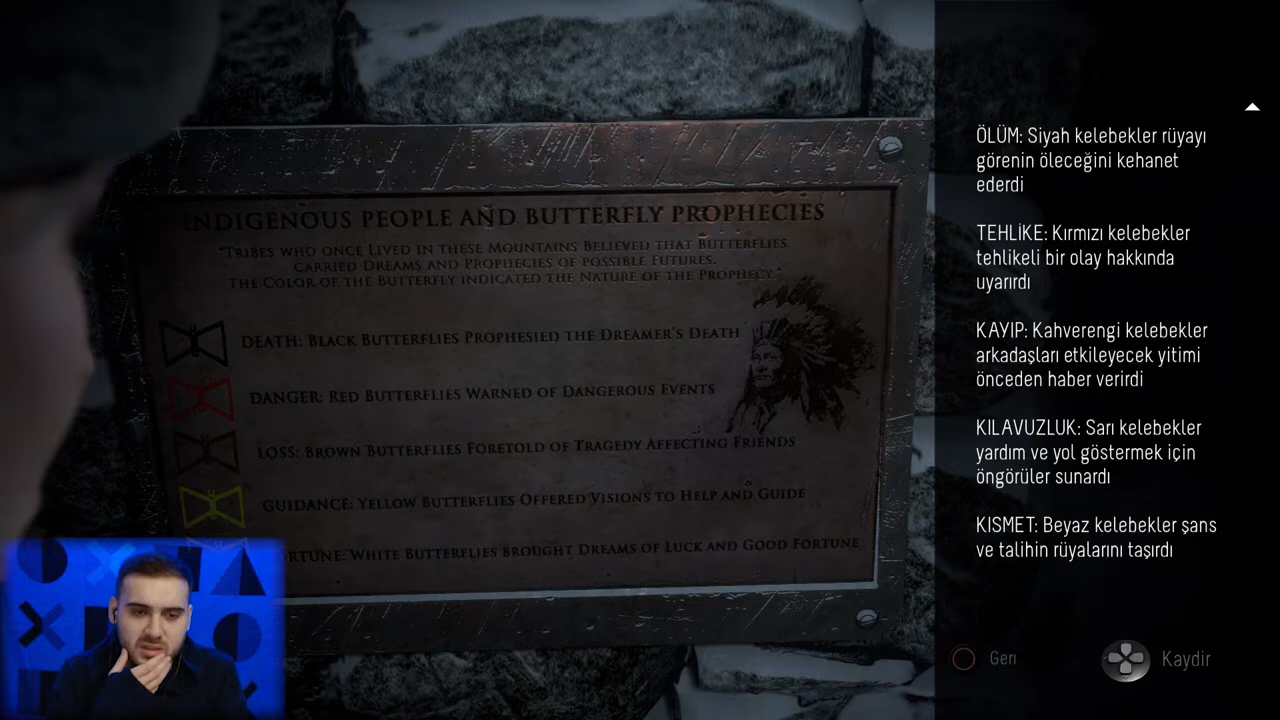 INDIGENOUS PEOPLE AND BUTTERFLY PROPHECIES
"TRIBES WHO ONCE LIVED IN THESE MOUNTAINS BELIEVED THAT BUTTERFLIES
CARRIED DREAMS AND PROPHECIES OF POSSIBLE FUTURES.
THE COLOR OF THE BUTTERFLY INDICATED THE NATURE OF THE PROPHECY."
DEATH: BLACK BUTTERFLIES PROPHESIED THE DREAMER'S DEATH
DANGER: RED BUTTERFLIES WARNED OF DANGEROUS EVENTS
LOSS: BROWN BUTTERFLIES FORETOLD OF TRAGEDY AFFECTING FRIENDS
GUIDANCE: YELLOW BUTTERFLIES OFFERED VISIONS TO HELP AND GUIDE
ORTUNE: WHITE BUTTERFLIES BROUGHT DREAMS OF LUCK AND GOOD FORTUNE
ÖLÜM: Siyah kelebekler rüyayı
görenin öleceğini kehanet
ederdi
TEHLİKE: Kırmızı kelebekler
tehlikeli bir olay hakkında
uyarırdı
KAYIP: Kahverengi kelebekler
arkadaşları etkileyecek yitimi
önceden haber verirdi
KILAVUZLUK: Sarı kelebekler
yardım ve yol göstermek için
öngörüler sunardı
KISMET: Beyaz kelebekler şans
ve talihin rüyalarını taşırdı
Geri
Kaydir